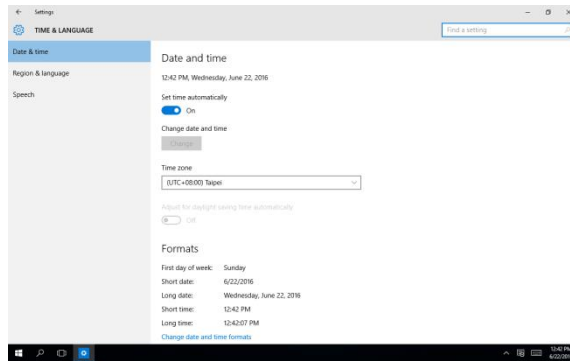 Settings
TIME & LANGUAGE
Find a setting
Date & time
Region & language
Speech
Date and time
12:42 PM, Wednesday, June 22, 2016
Set time automatically
On
Change date and time
Change
Time zone
(UTC+08:00) Taipei
Adjust for daylight saving time automatically
Off
Formats
First day of week: Sunday
Short date: 6/22/2016
Long date: Wednesday, June 22, 2016
Short time: 12:42 PM
Long time: 12:42:07 PM
Change date and time formats
12:42 PM
6/22/201